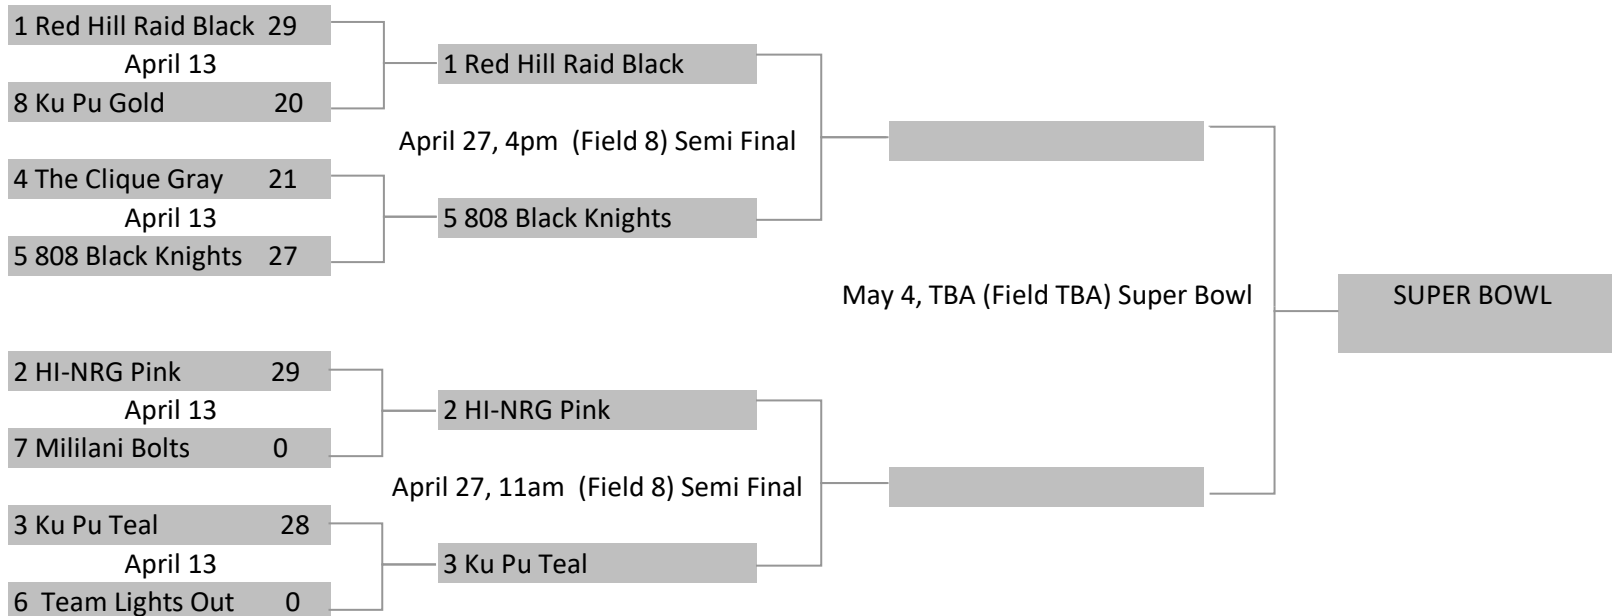 1 Red Hill Raid Black 29
April 13
8 Ku Pu Gold 20
1 Red Hill Raid Black
April 27, 4pm (Field 8) Semi Final
4 The Clique Gray 21
April 13
5 808 Black Knights 27
5 808 Black Knights
May 4, TBA (Field TBA) Super Bowl
SUPER BOWL
2 HI-NRG Pink 29
April 13
7 Mililani Bolts 0
2 HI-NRG Pink
April 27, 11am (Field 8) Semi Final
3 Ku Pu Teal 28
April 13
6 Team Lights Out 0
3 Ku Pu Teal